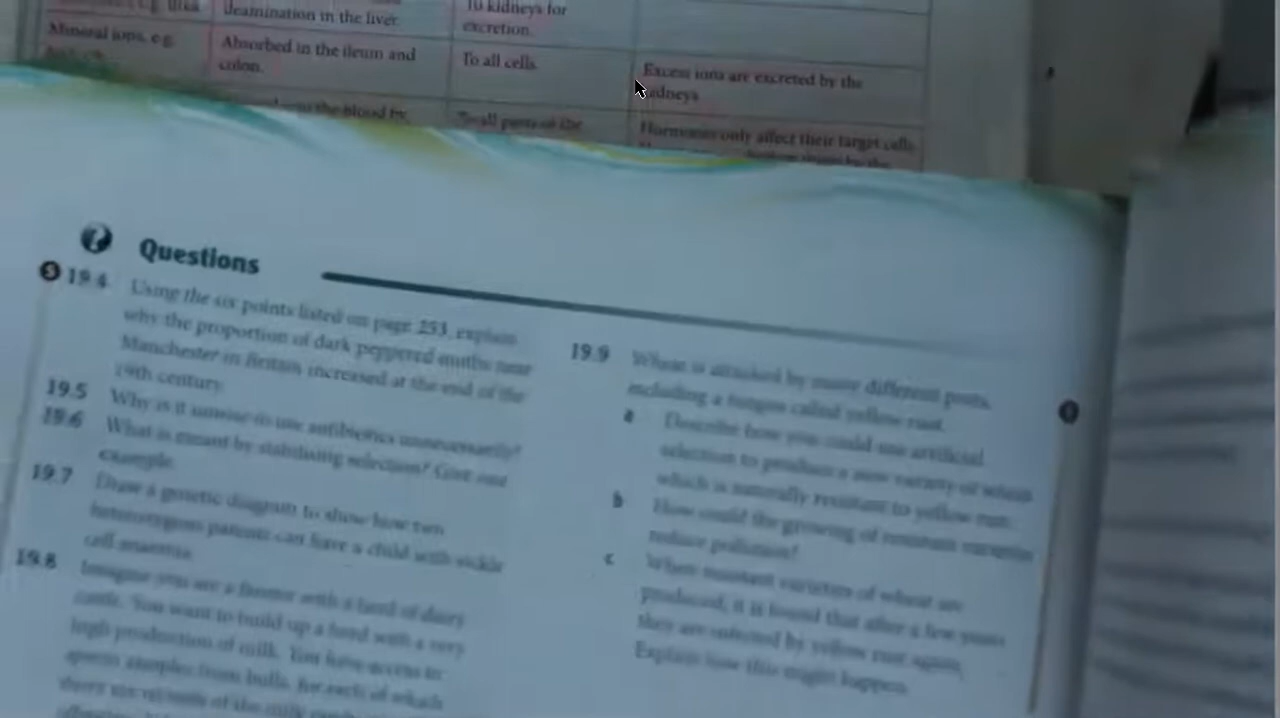 deamination in the liver.
To kidneys for
excretion.
Mineral ions, e.g.
Absorbed in the ileum and
colon.
To all cells.
Excess ions are excreted by the
kidneys
the blood by
To all parts of the
Hormones only affect their target cells.
Questions
S 19.4 Using the six points listed on page 253, explain
why the proportion of dark peppered moths near
Manchester in Britain increased at the end of the
19th century.
19.5 Why is it unwise to use antibiotics unnecessarily?
19.6 What is meant by stabilising selection? Give one
example.
19.7 Draw a genetic diagram to show how two
heterozygous parents can have a child with sickle
cell anaemia.
19.8 Imagine you are a farmer with a herd of dairy
cattle. You want to build up a herd with a very
high production of milk. You have access to
sperm samples from bulls, for each of which
there are records of the milk
19.9 Wheat is attacked by many different pests,
including a fungus called yellow rust.
a Describe how you could use artificial
selection to produce a new variety of wheat
which is naturally resistant to yellow rust.
b How could the growing of resistant varieties
reduce pollution?
c When resistant varieties of wheat are
produced, it is found that after a few years
they are infected by yellow rust again.
Explain how this might happen.